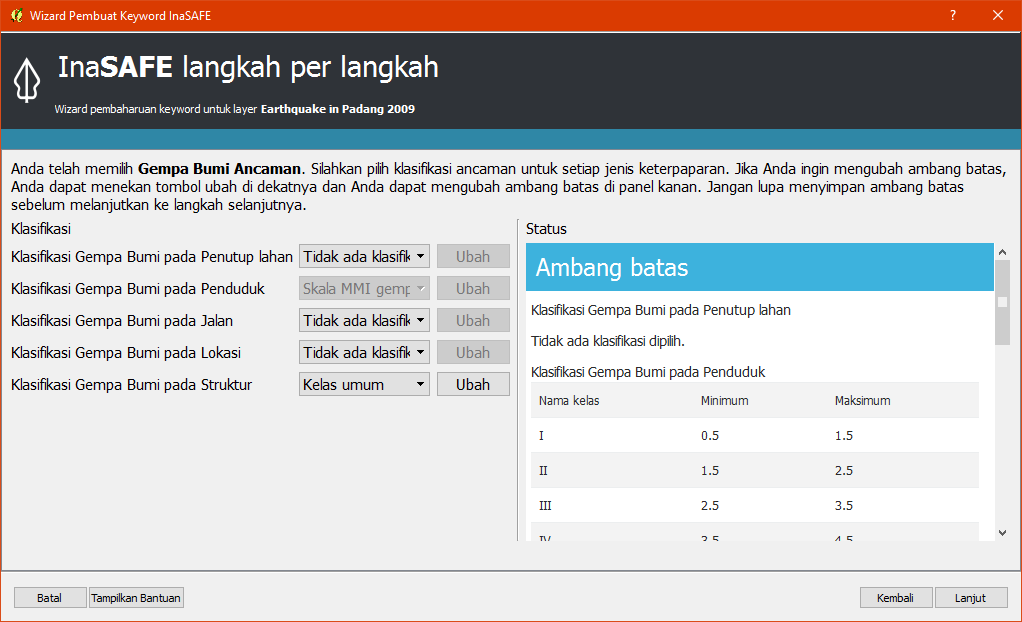 Wizard Pembuat Keyword InaSAFE
?
InaSAFE langkah per langkah
Wizard pembaharuan keyword untuk layer Earthquake in Padang 2009
Anda telah memilih Gempa Bumi Ancaman. Silahkan pilih klasifikasi ancaman untuk setiap jenis keterpaparan. Jika Anda ingin mengubah ambang batas,
Anda dapat menekan tombol ubah di dekatnya dan Anda dapat mengubah ambang batas di panel kanan. Jangan lupa menyimpan ambang batas
sebelum melanjutkan ke langkah selanjutnya.
Klasifikasi
Klasifikasi Gempa Bumi pada Penutup lahan Tidak ada klasifik Ubah
Klasifikasi Gempa Bumi pada Penduduk Skala MMI gemp Ubah
Klasifikasi Gempa Bumi pada Jalan Tidak ada klasifik Ubah
Klasifikasi Gempa Bumi pada Lokasi Tidak ada klasifik Ubah
Klasifikasi Gempa Bumi pada Struktur Kelas umum Ubah
Status
Ambang batas
Klasifikasi Gempa Bumi pada Penutup lahan
Tidak ada klasifikasi dipilih.
Klasifikasi Gempa Bumi pada Penduduk
Nama kelas Minimum Maksimum
I 0.5 1.5
II 1.5 2.5
III 2.5 3.5
IV 3.5 4.5
Batal Tampilkan Bantuan Kembali Lanjut